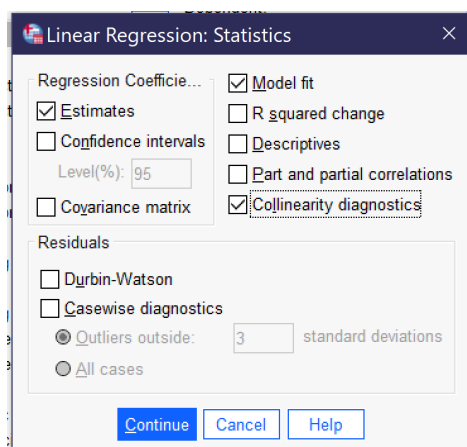 Linear Regression: Statistics
Regression Coefficie...
Estimates
Confidence intervals
Level(%): 95
Covariance matrix
Model fit
R squared change
Descriptives
Part and partial correlations
Collinearity diagnostics
Residuals
Durbin-Watson
Casewise diagnostics
Outliers outside: 3 standard deviations
All cases
Continue Cancel Help